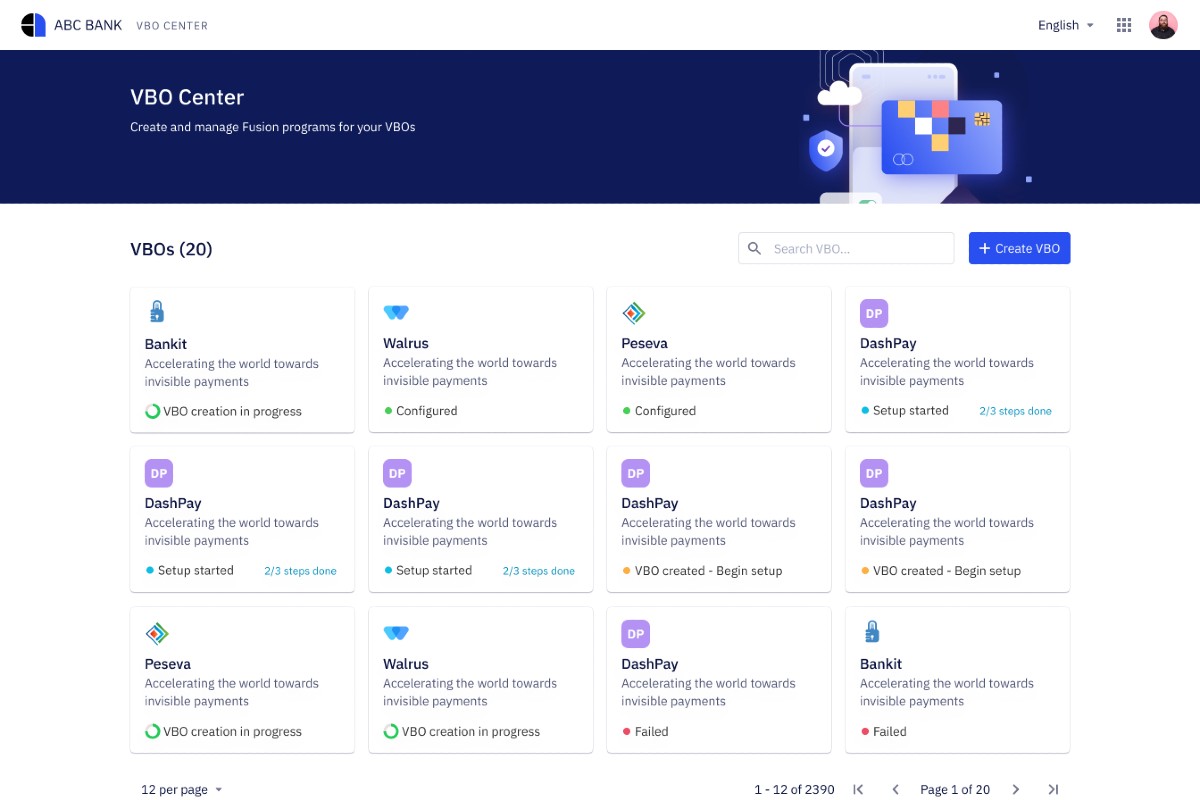 ABC BANK VBO CENTER
English
VBO Center
Create and manage Fusion programs for your VBOs
VBOs (20)
Search VBO...
+ Create VBO
Bankit
Accelerating the world towards
invisible payments
VBO creation in progress
Walrus
Accelerating the world towards
invisible payments
Configured
Peseva
Accelerating the world towards
invisible payments
Configured
DP
DashPay
Accelerating the world towards
invisible payments
Setup started 2/3 steps done
DP
DashPay
Accelerating the world towards
invisible payments
Setup started 2/3 steps done
DP
DashPay
Accelerating the world towards
invisible payments
Setup started 2/3 steps done
DP
DashPay
Accelerating the world towards
invisible payments
VBO created - Begin setup
DP
DashPay
Accelerating the world towards
invisible payments
VBO created - Begin setup
Peseva
Accelerating the world towards
invisible payments
VBO creation in progress
Walrus
Accelerating the world towards
invisible payments
VBO creation in progress
DP
DashPay
Accelerating the world towards
invisible payments
Failed
Bankit
Accelerating the world towards
invisible payments
Failed
12 per page
1 - 12 of 2390
Page 1 of 20